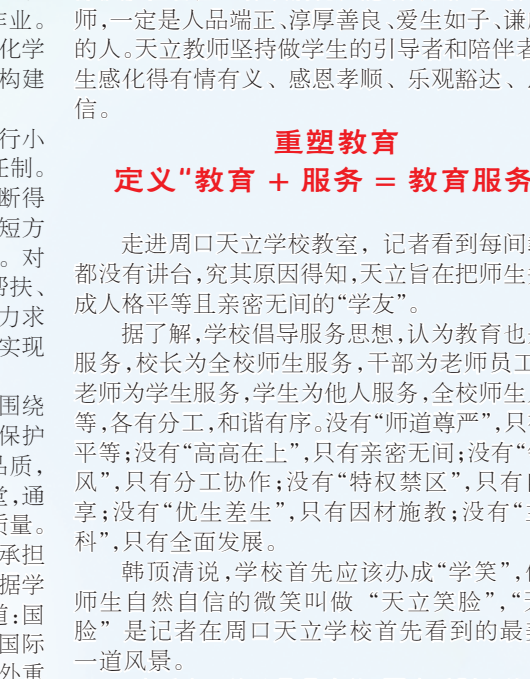 作业。
化学
构建
行小
任制。
断得
短方
。对
帮扶、
力求
实现
围绕
保护
品质,
堂,通
质量。
承担
据学
道:国
国际
外重
师,一定是人品端正、淳厚善良、爱生如子、谦
的人。天立教师坚持做学生的引导者和陪伴者
生感化得有情有义、感恩孝顺、乐观豁达、
信。
重塑教育
定义"教育 + 服务 = 教育服务
走进周口天立学校教室，记者看到每间
都没有讲台,究其原因得知,天立旨在把师生
成人格平等且亲密无间的“学友”。
据了解,学校倡导服务思想,认为教育也
服务,校长为全校师生服务,干部为老师员工
老师为学生服务,学生为他人服务,全校师生
等,各有分工,和谐有序。没有“师道尊严”,只
平等;没有“高高在上”,只有亲密无间;没有“
风”,只有分工协作;没有“特权禁区”,只有
享;没有“优生差生”,只有因材施教;没有“
科”,只有全面发展。
韩顶清说,学校首先应该办成“学笑”,
师生自然自信的微笑叫做“天立笑脸”,“
脸”是记者在周口天立学校首先看到的最
一道风景。